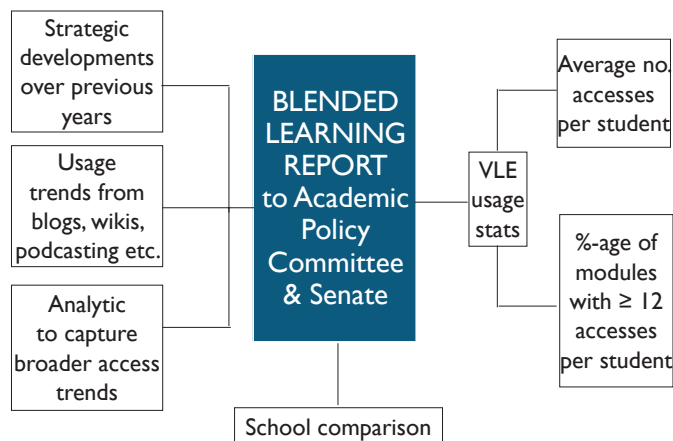 Strategic
developments
over previous
years
Usage
trends from
blogs, wikis,
podcasting etc.
Analytic
to capture
broader access
trends
BLENDED
LEARNING
REPORT
to Academic
Policy
Committee
& Senate
School comparison
VLE
usage
stats
Average no.
accesses
per student
%-age of
modules
with ≥ 12
accesses
per student